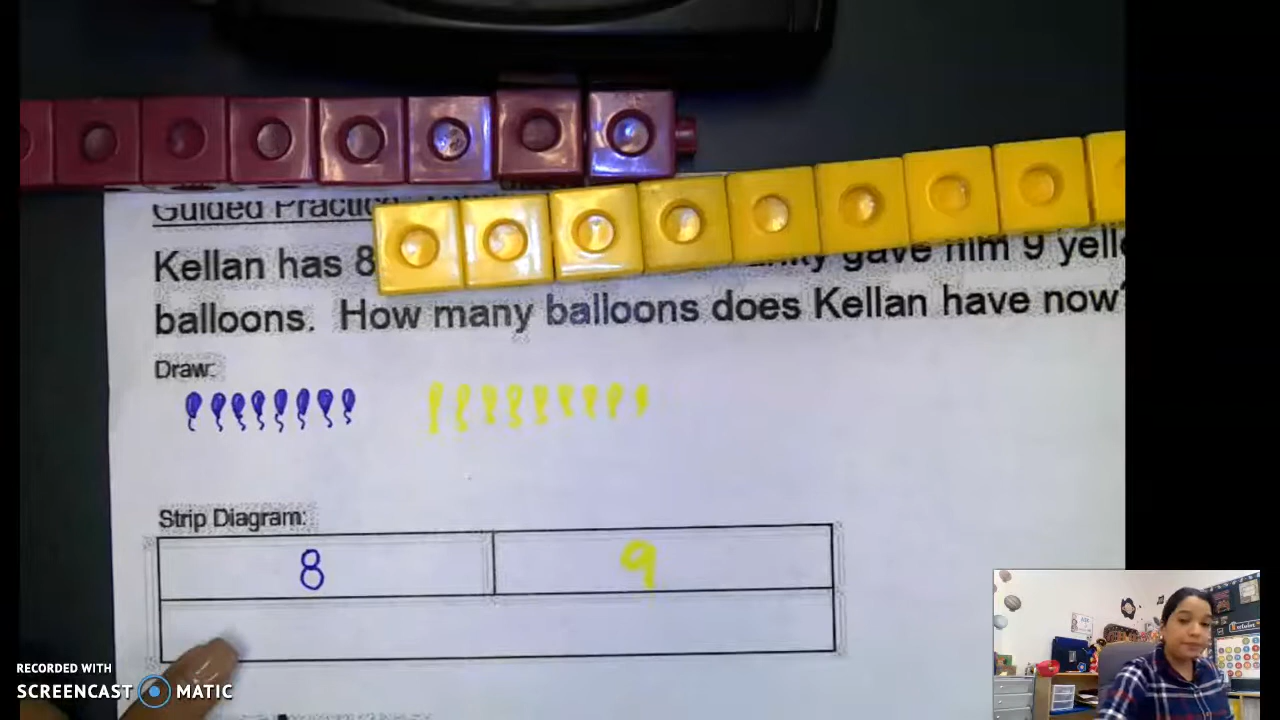 Guided Practice
Kellan has 8 gave him 9
balloons. How many balloons does Kellan have now?
Draw:
Strip Diagram:
8 9
RECORDED WITH
SCREENCAST MATIC